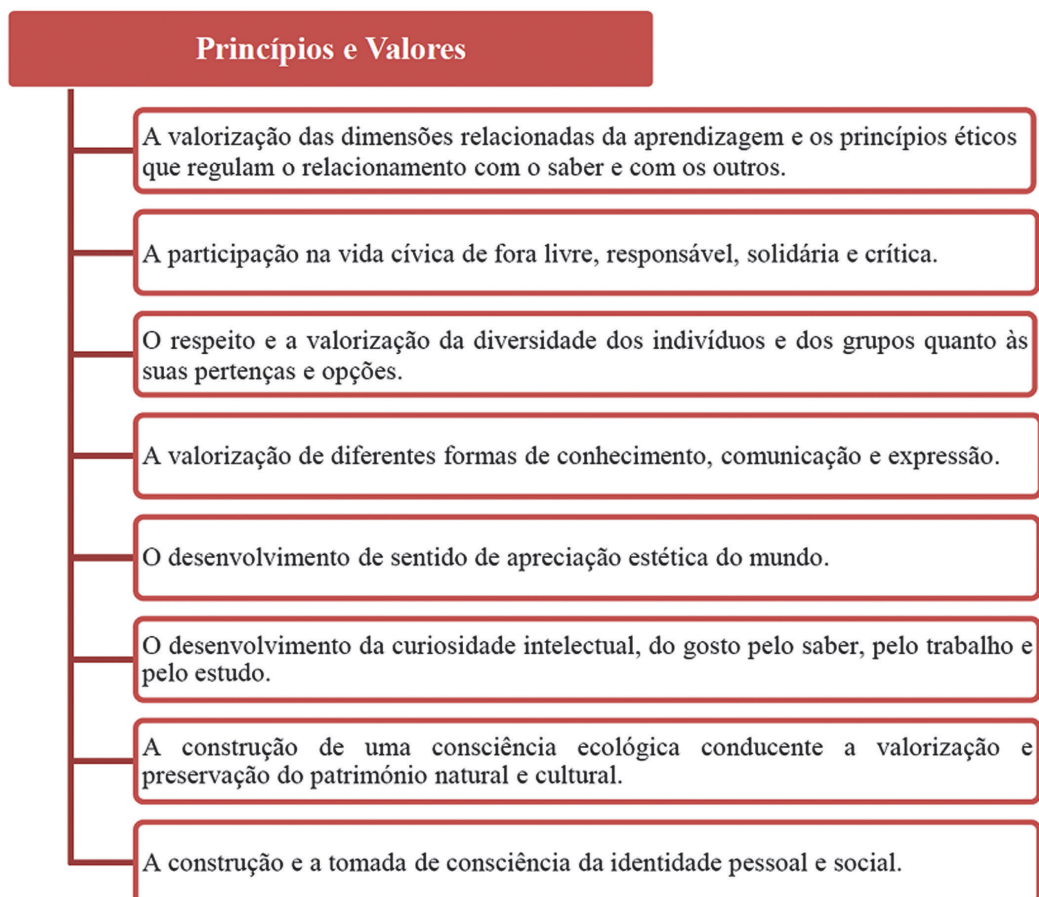 Princípios e Valores
A valorização das dimensões relacionadas da aprendizagem e os princípios éticos
que regulam o relacionamento com o saber e com os outros.
A participação na vida cívica de fora livre, responsável, solidária e crítica.
O respeito e a valorização da diversidade dos indivíduos e dos grupos quanto às
suas pertenças e opções.
A valorização de diferentes formas de conhecimento, comunicação e expressão.
O desenvolvimento de sentido de apreciação estética do mundo.
O desenvolvimento da curiosidade intelectual, do gosto pelo saber, pelo trabalho e
pelo estudo.
A construção de uma consciência ecológica conducente a valorização e
preservação do património natural e cultural.
A construção e a tomada de consciência da identidade pessoal e social.